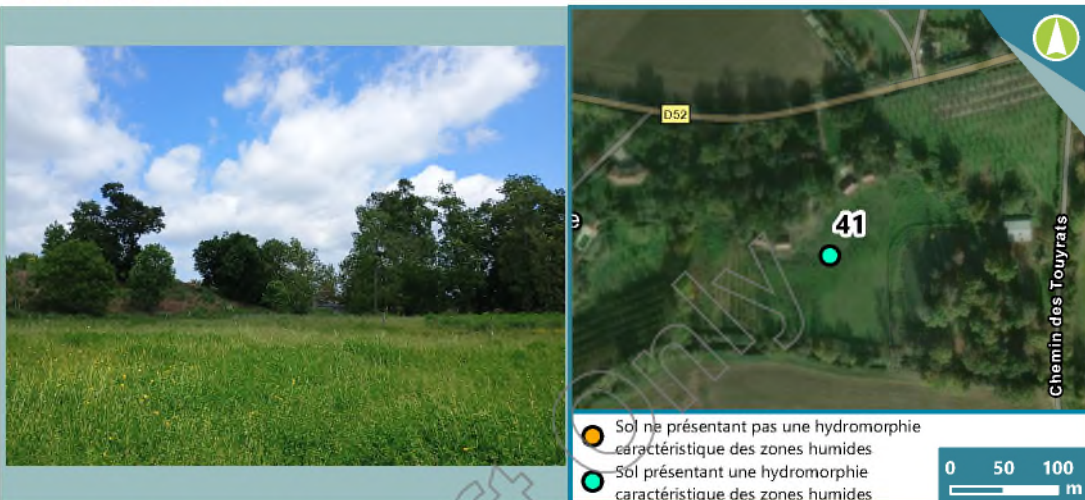 D52
e
41
Chemin des Touyrats
Sol ne présentant pas une hydromorphie
caractéristique des zones humides
Sol présentant une hydromorphie
caractéristique des zones humides
0 50 100
m
Only